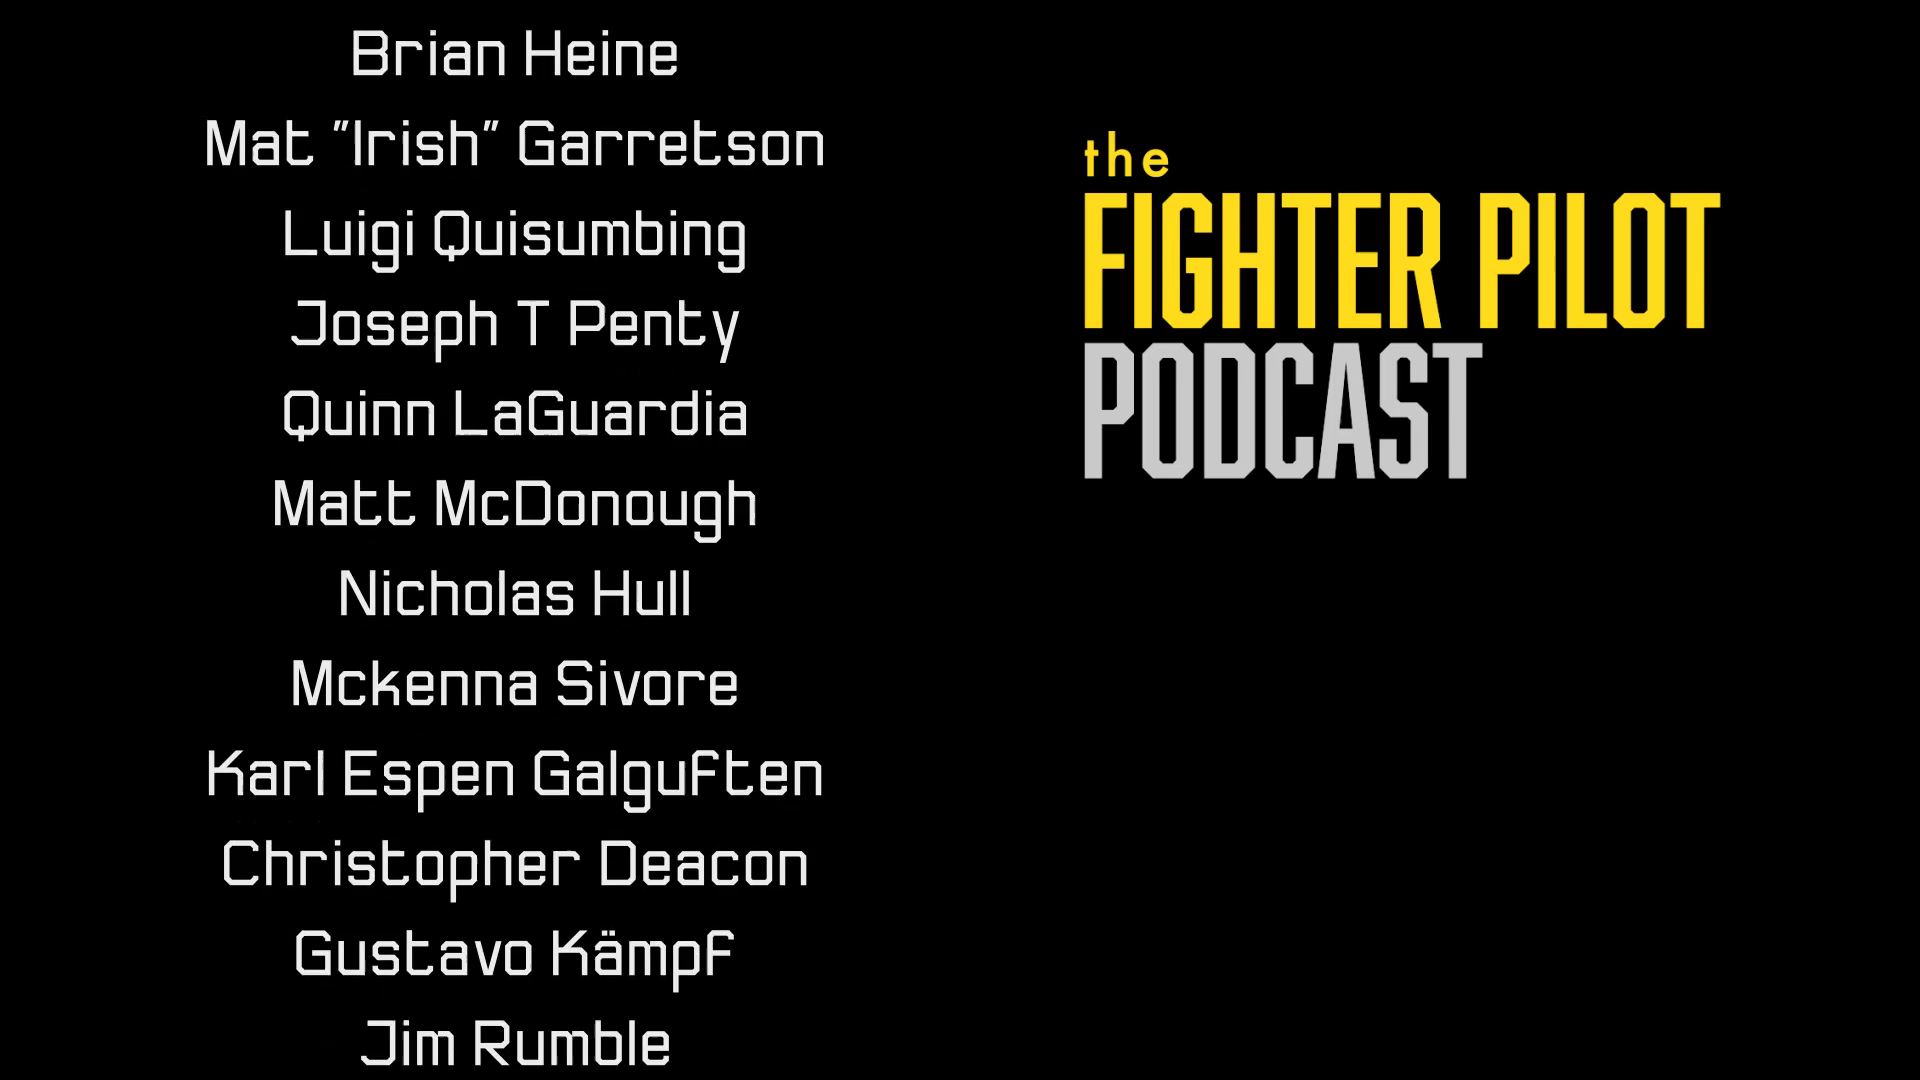 Brian Heine
Mat "Irish" Garretson
Luigi Quisumbing
Joseph T Penty
Quinn LaGuardia
Matt McDonough
Nicholas Hull
Mckenna Sivore
Karl Espen Galguften
Christopher Deacon
Gustavo Kämpf
Jim Rumble
the
FIGHTER PILOT
PODCAST